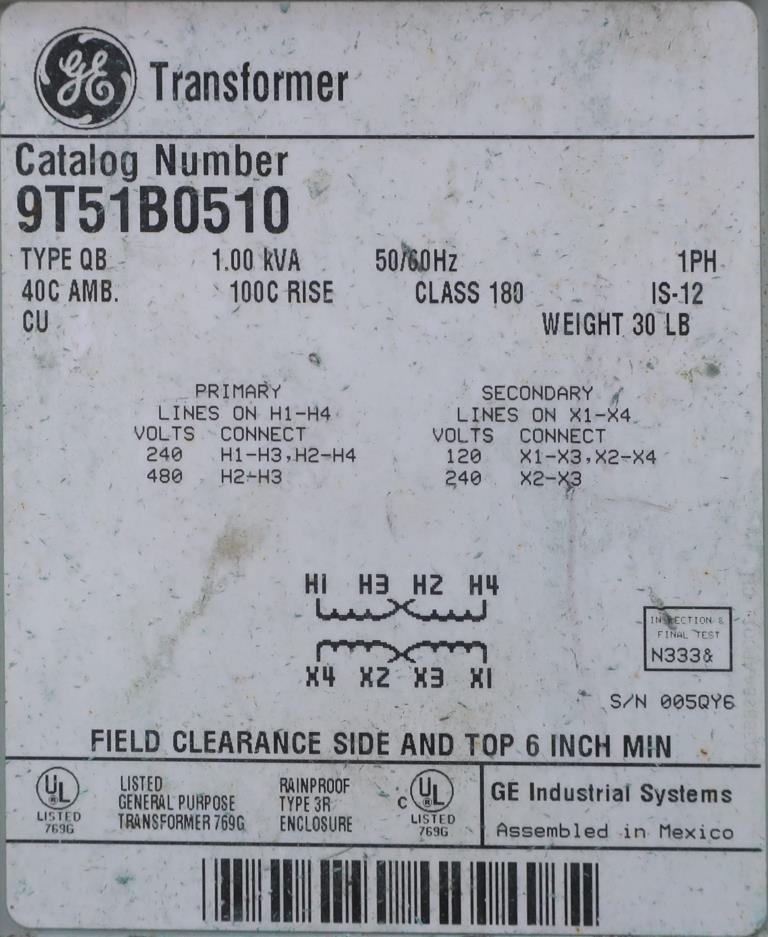 GE Transformer
Catalog Number
9T51B0510
TYPE QB 1.00 kVA 50/60Hz 1PH
40C AMB. 100C RISE CLASS 180 IS-12
CU WEIGHT 30 LB
PRIMARY
LINES ON H1-H4
VOLTS CONNECT
240 H1-H3,H2-H4
480 H2-H3
SECONDARY
LINES ON X1-X4
VOLTS CONNECT
120 X1-X3,X2-X4
240 X2-X3
H1 H3 H2 H4
X4 X2 X3 X1
INSPECTION &
FINAL TEST
N333&
S/N 005QY6
FIELD CLEARANCE SIDE AND TOP 6 INCH MIN
UL ®
LISTED
769G
LISTED
GENERAL PURPOSE
TRANSFORMER 769G
RAINPROOF
TYPE 3R
ENCLOSURE
C UL ®
LISTED
769G
GE Industrial Systems
Assembled in Mexico